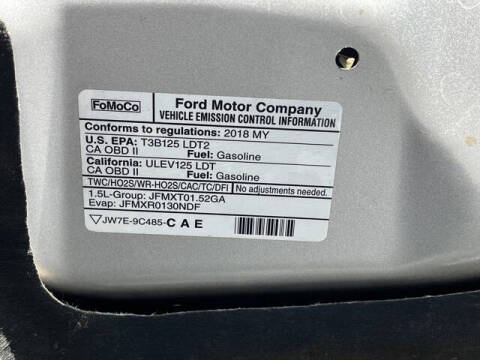 FoMoCo
Ford Motor Company
VEHICLE EMISSION CONTROL INFORMATION
Conforms to regulations: 2018 MY
U.S. EPA: T3B125 LDT2
CA OBD II Fuel: Gasoline
California: ULEV125 LDT
CA OBD II Fuel: Gasoline
TWC/HO2S/WR-HO2S/CAC/TC/DFI No adjustments needed.
1.5L-Group: JFMXT01.52GA
Evap: JFMXR0130NDF
JW7E-9C485-C A E